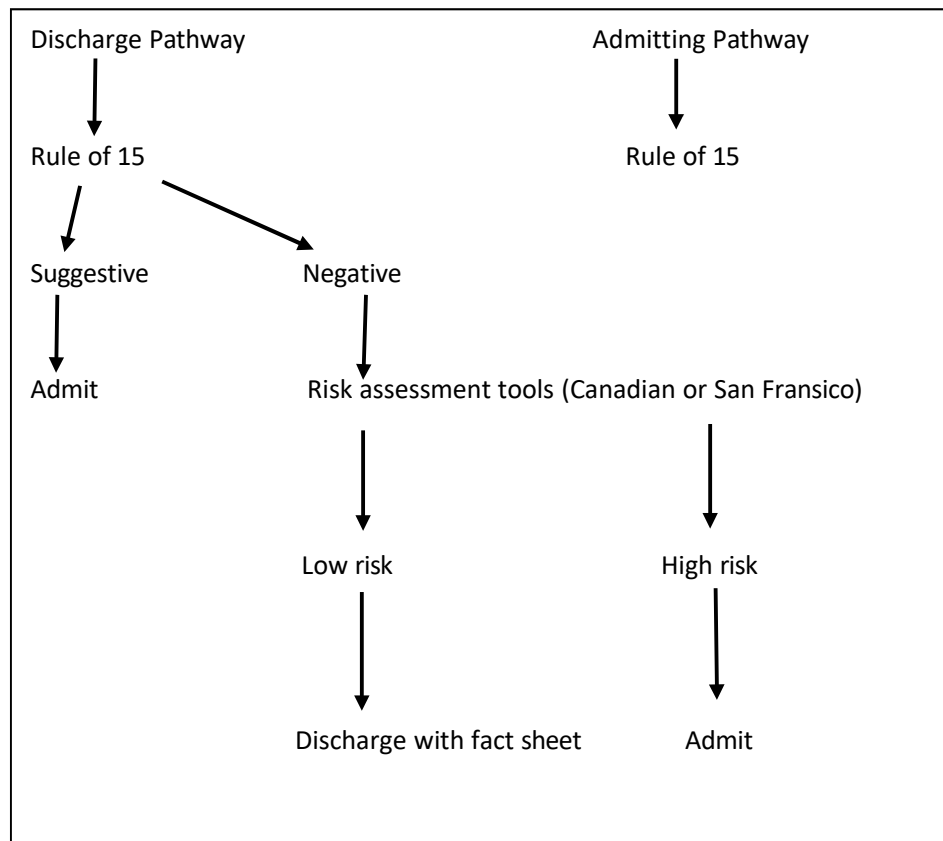 Discharge Pathway
Admitting Pathway
Rule of 15
Rule of 15
Suggestive
Negative
Admit
Risk assessment tools (Canadian or San Fransico)
Low risk
High risk
Discharge with fact sheet
Admit